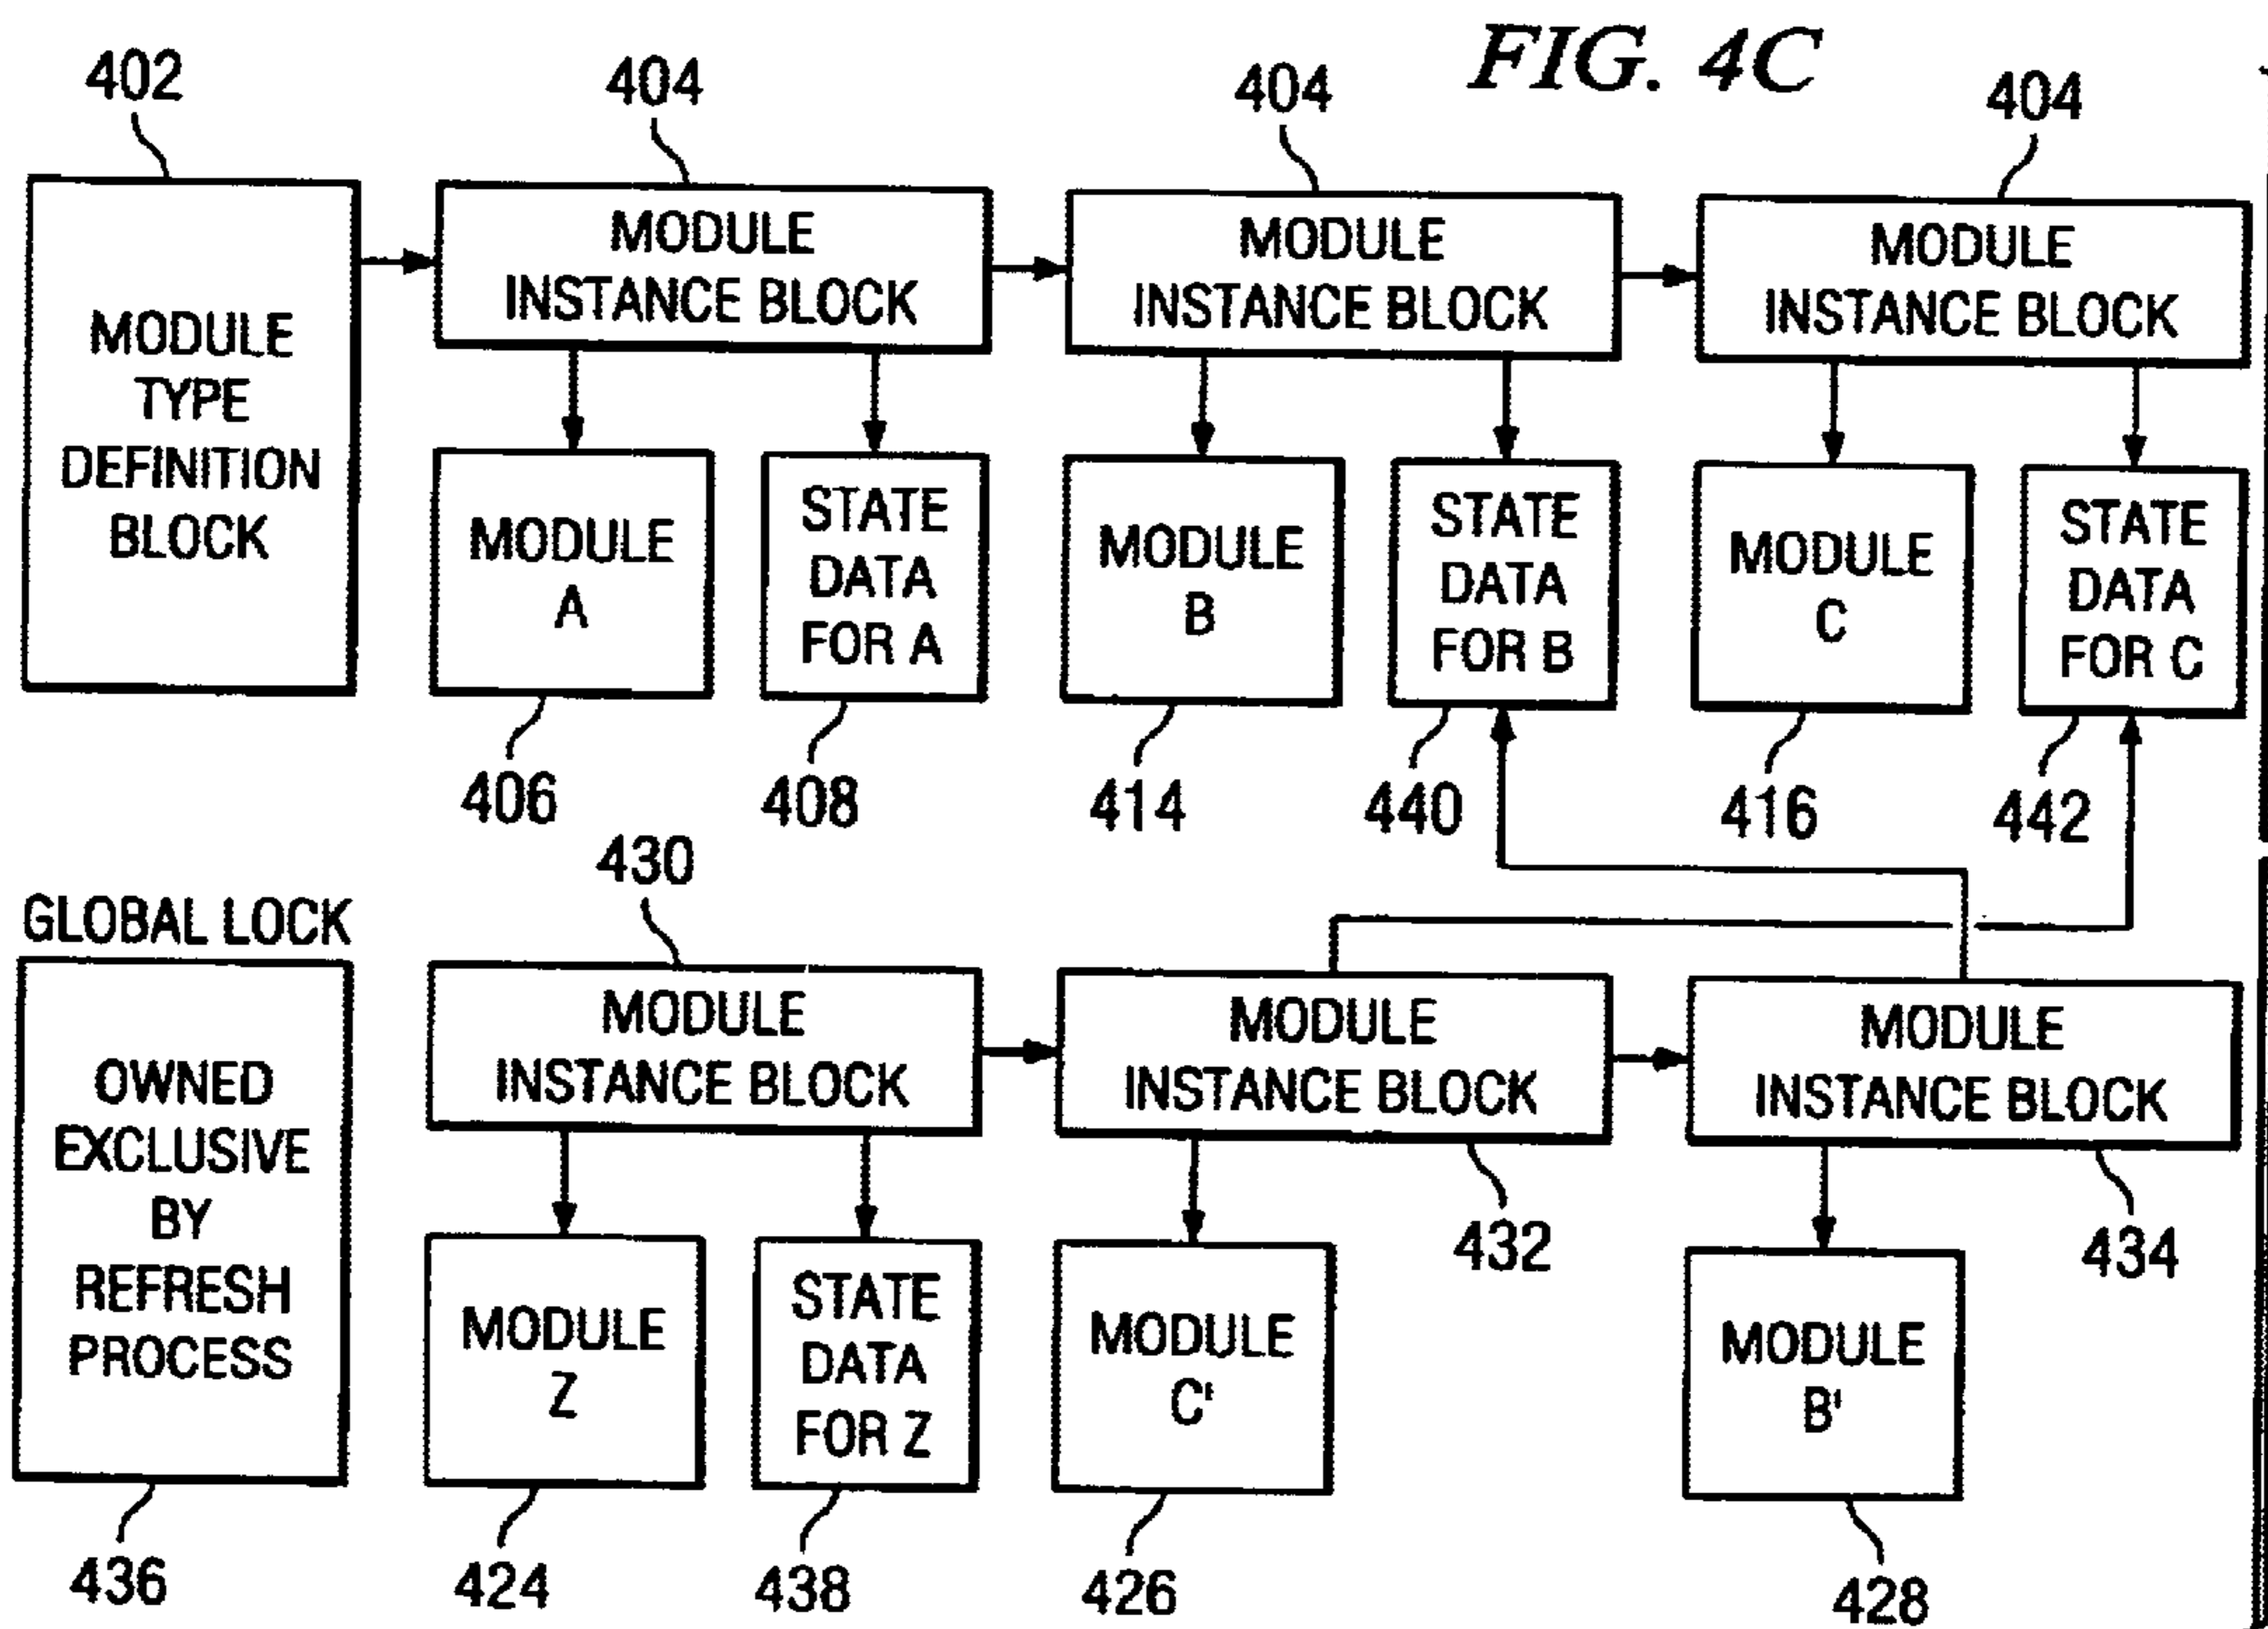 FIG. 4C
402
404
404
404
MODULE
TYPE
DEFINITION
BLOCK
MODULE
INSTANCE BLOCK
MODULE
INSTANCE BLOCK
MODULE
INSTANCE BLOCK
MODULE
A
STATE
DATA
FOR A
MODULE
B
STATE
DATA
FOR B
MODULE
C
STATE
DATA
FOR C
406
408
414
440
416
442
430
GLOBAL LOCK
OWNED
EXCLUSIVE
BY
REFRESH
PROCESS
MODULE
INSTANCE BLOCK
MODULE
INSTANCE BLOCK
MODULE
INSTANCE BLOCK
432
434
MODULE
Z
STATE
DATA
FOR Z
MODULE
C'
MODULE
B'
436
424
438
426
428